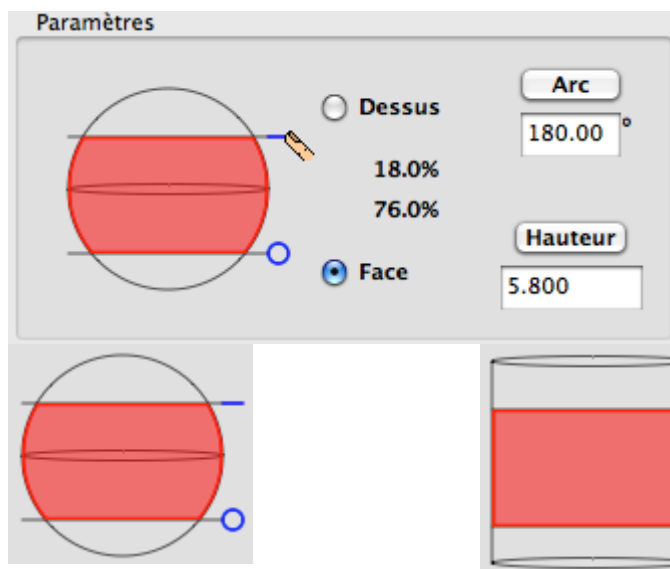 Paramètres
Arc
Dessus
180.00 °
18.0%
76.0%
Hauteur
Face
5.800